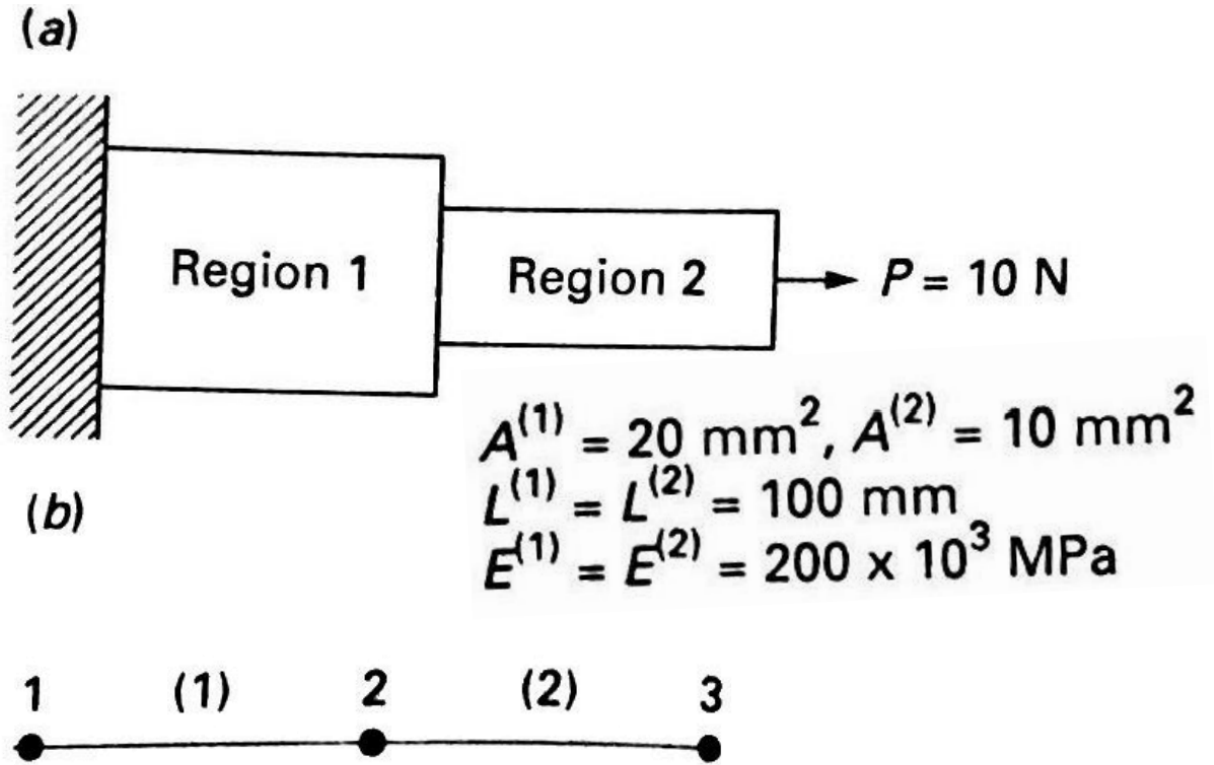 (a)
Region 1
Region 2
P = 10 N
A⁽¹⁾ = 20 mm², A⁽²⁾ = 10 mm²
L⁽¹⁾ = L⁽²⁾ = 100 mm
E⁽¹⁾ = E⁽²⁾ = 200 x 10³ MPa
(b)
1 (1) 2 (2) 3